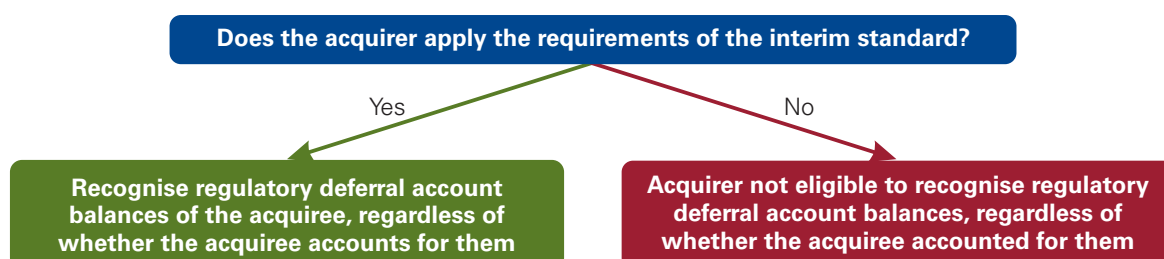 Does the acquirer apply the requirements of the interim standard?
Yes
No
Recognise regulatory deferral account
balances of the acquiree, regardless of
whether the acquiree accounts for them
Acquirer not eligible to recognise regulatory
deferral account balances, regardless of
whether the acquiree accounted for them